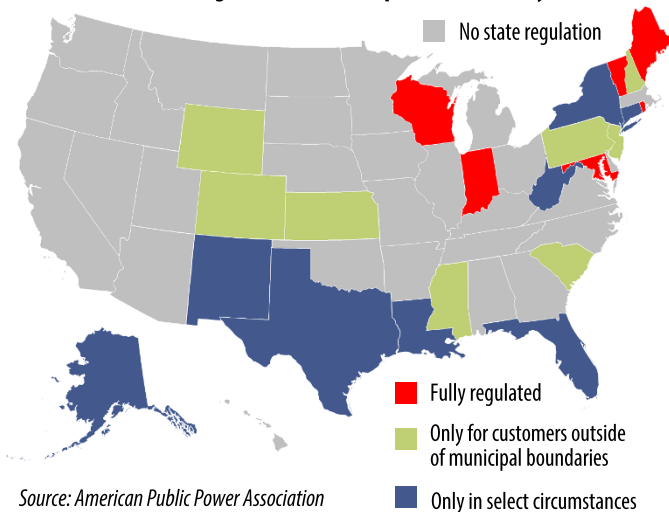 No state regulation
Fully regulated
Only for customers outside
of municipal boundaries
Only in select circumstances
Source: American Public Power Association